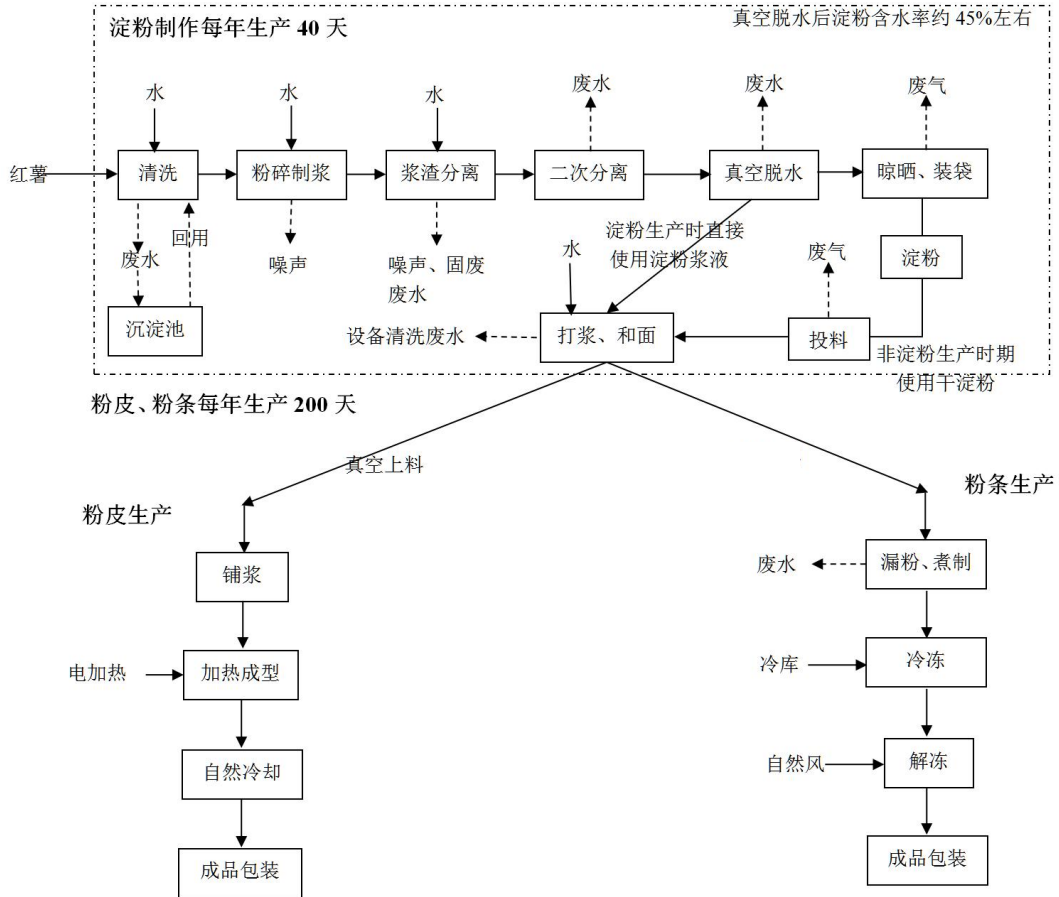 淀粉制作每年生产 40 天
真空脱水后淀粉含水率约 45%左右
水
水
水
废水
废水
废气
红薯
清洗
粉碎制浆
浆渣分离
二次分离
真空脱水
晾晒、装袋
废水
回用
噪声
噪声、固废
废水
水
淀粉生产时直接
使用淀粉浆液
废气
淀粉
沉淀池
设备清洗废水
打浆、和面
投料
非淀粉生产时期
使用干淀粉
粉皮、粉条每年生产 200 天
真空上料
粉皮生产
粉条生产
铺浆
废水
漏粉、煮制
电加热
加热成型
冷库
冷冻
自然冷却
自然风
解冻
成品包装
成品包装